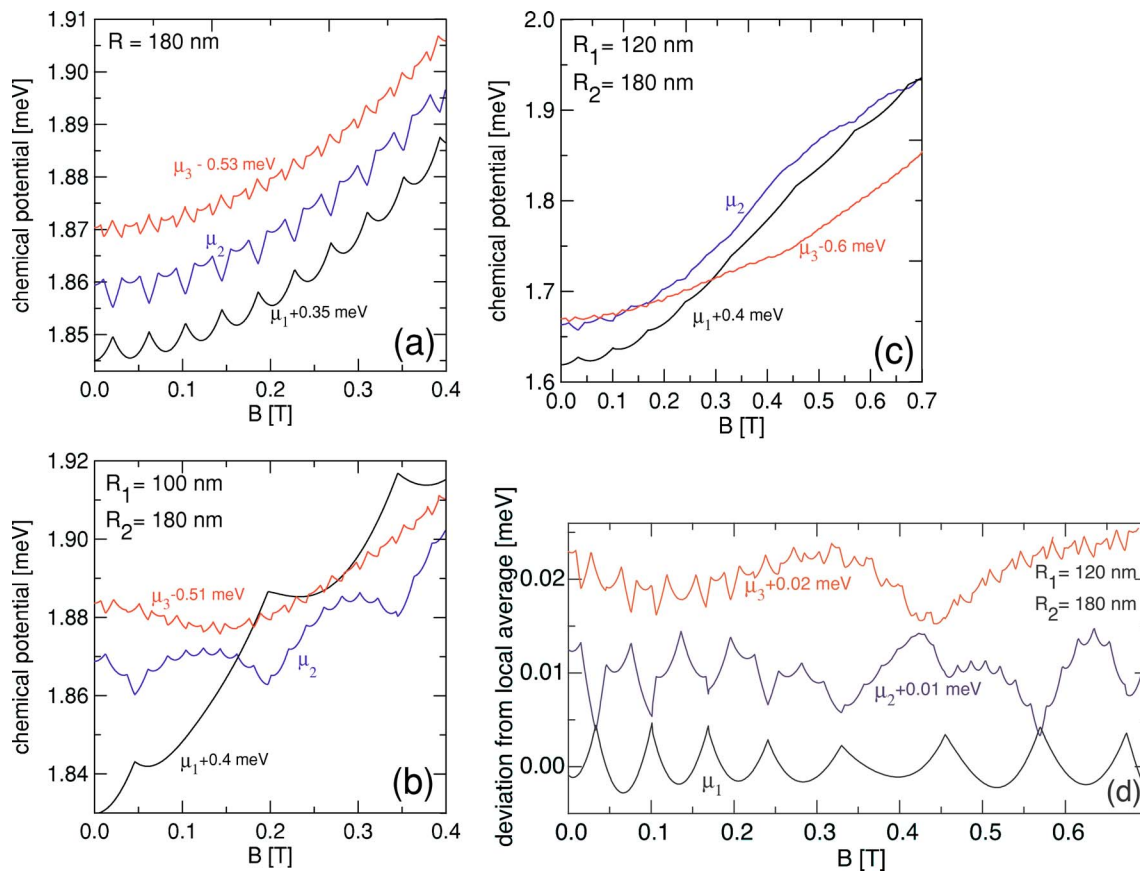 chemical potential [meV]
1.91
1.90
1.89
1.88
1.87
1.86
1.85
R = 180 nm
μ3 - 0.53 meV
μ2
μ1+0.35 meV
(a)
0.0 0.1 0.2 0.3 0.4
B [T]
chemical potential [meV]
2.0
1.9
1.8
1.7
1.6
R1= 120 nm
R2= 180 nm
μ2
μ3-0.6 meV
μ1+0.4 meV
(c)
0.0 0.1 0.2 0.3 0.4 0.5 0.6 0.7
B [T]
chemical potential [meV]
1.92
1.90
1.88
1.86
1.84
R1= 100 nm
R2= 180 nm
μ3-0.51 meV
μ2
μ1+0.4 meV
(b)
0.0 0.1 0.2 0.3 0.4
B [T]
deviation from local average [meV]
0.02
0.01
0.00
μ3+0.02 meV
R1= 120 nm
R2= 180 nm
μ2+0.01 meV
μ1
(d)
0.0 0.1 0.2 0.3 0.4 0.5 0.6
B [T]